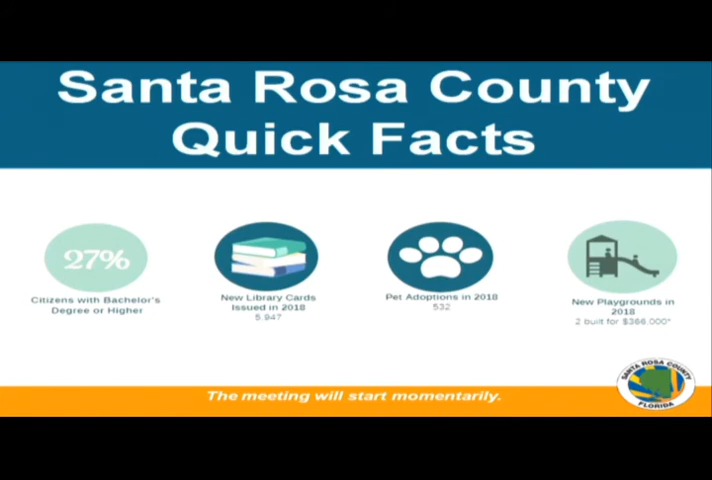 Santa Rosa County
Quick Facts
27%
Citizens with Bachelor's
Degree or Higher
New Library Cards
Issued in 2018
5,947
Pet Adoptions in 2018
532
New Playgrounds in
2018
2 built for $366,000*
The meeting will start momentarily.
SANTA ROSA COUNTY
FLORIDA